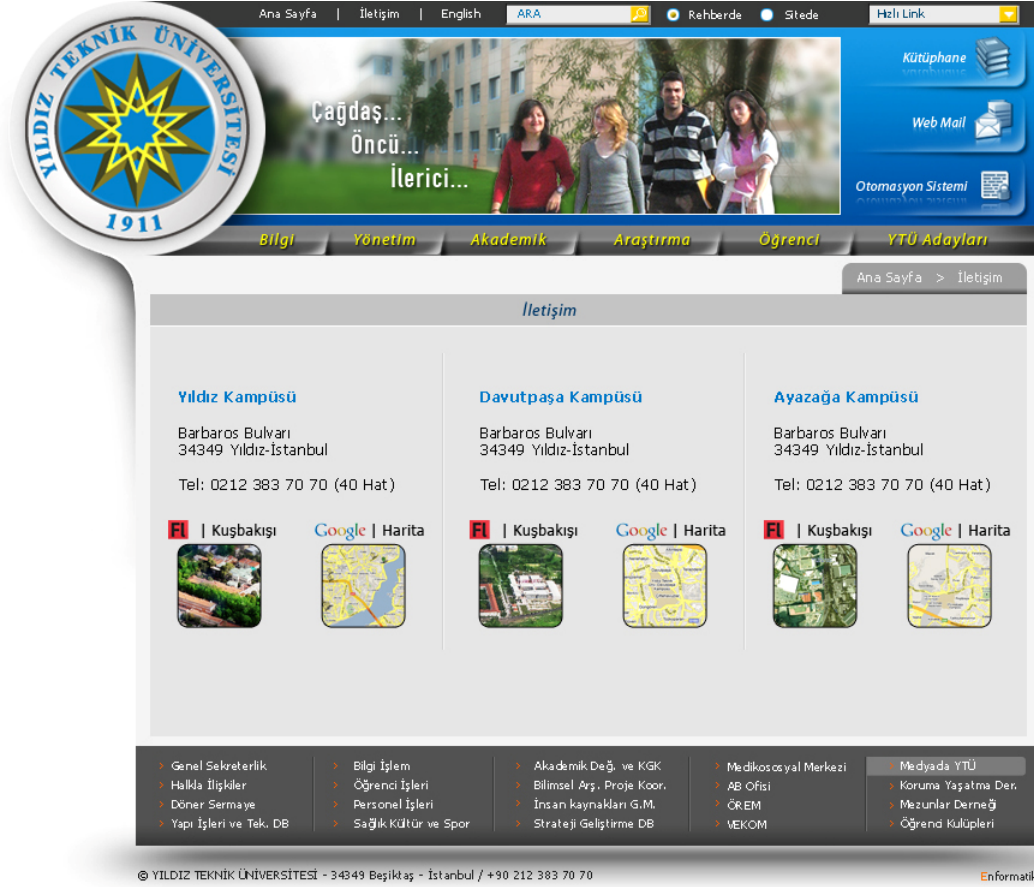 YILDIZ TEKNİK ÜNİVERSİTESİ
1911
Ana Sayfa | İletişim | English ARA Rehberde Sitede Hızlı Link
Çağdaş...
Öncü...
İlerici...
Kütüphane
Web Mail
Otomasyon Sistemi
Bilgi Yönetim Akademik Araştırma Öğrenci YTÜ Adayları
Ana Sayfa > İletişim
İletişim
Yıldız Kampüsü
Barbaros Bulvarı
34349 Yıldız-İstanbul
Tel: 0212 383 70 70 (40 Hat)
Fl | Kuşbakışı Google | Harita
Davutpaşa Kampüsü
Barbaros Bulvarı
34349 Yıldız-İstanbul
Tel: 0212 383 70 70 (40 Hat)
Fl | Kuşbakışı Google | Harita
Ayazağa Kampüsü
Barbaros Bulvarı
34349 Yıldız-İstanbul
Tel: 0212 383 70 70 (40 Hat)
Fl | Kuşbakışı Google | Harita
Genel Sekreterlik
Halkla İlişkiler
Döner Sermaye
Yapı İşleri ve Tek. DB
Bilgi İşlem
Öğrenci İşleri
Personel İşleri
Sağlık Kültür ve Spor
Akademik Değ. ve KGK
Bilimsel Arş. Proje Koor.
İnsan kaynakları G.M.
Strateji Geliştirme DB
Medikososyal Merkezi
AB Ofisi
ÖREM
VEKOM
Medyada YTÜ
Koruma Yaşatma Der.
Mezunlar Derneği
Öğrenci Kulüpleri
© YILDIZ TEKNİK ÜNİVERSİTESİ - 34349 Beşiktaş - İstanbul / +90 212 383 70 70
Enformatik